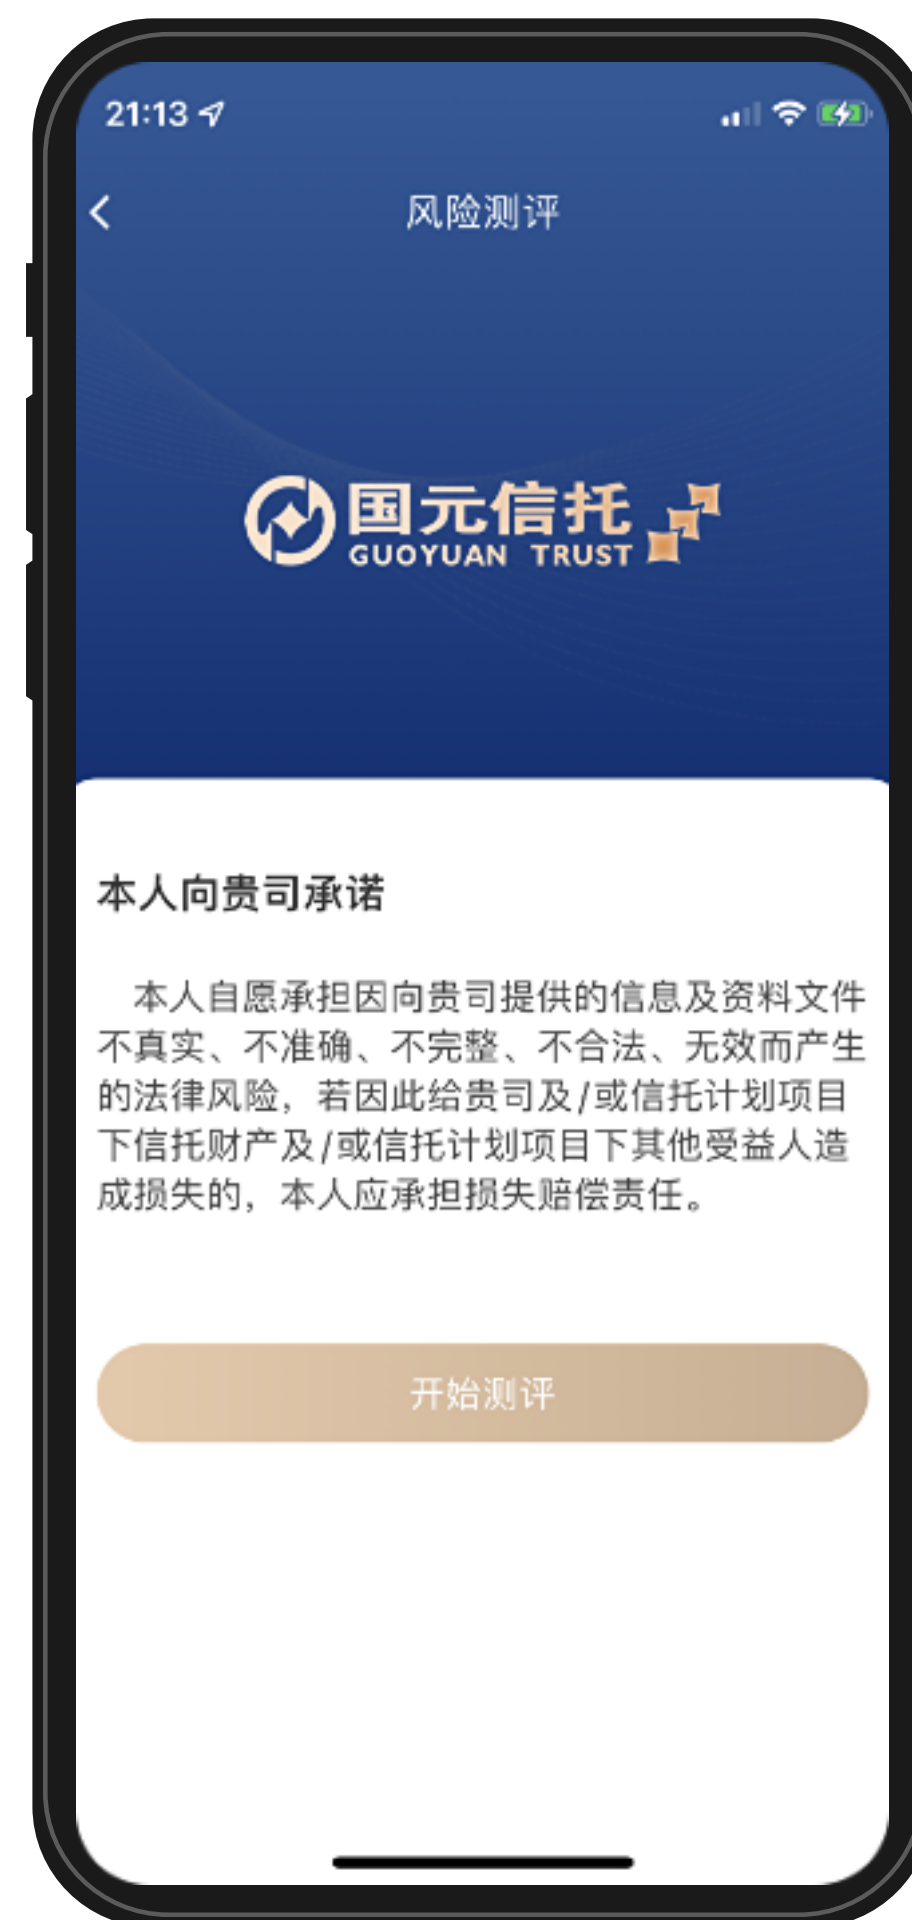 21:13
风险测评
国元信托
GUOYUAN TRUST
本人向贵司承诺
本人自愿承担因向贵司提供的信息及资料文件
不真实、不准确、不完整、不合法、无效而产生
的法律风险，若因此给贵司及/或信托计划项目
下信托财产及/或信托计划项目下其他受益人造
成损失的，本人应承担损失赔偿责任。
开始测评